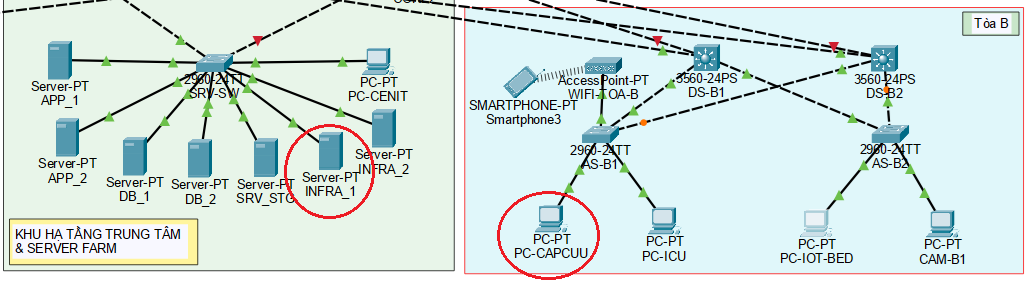 Tòa B
Server-PT
APP_1
2960-24TT
SRV-SW
PC-PT
PC-CENIT
Server-PT
APP_2
Server-PT
DB_1
Server-PT
DB_2
Server-PT
SRV_STG
Server-PT
INFRA_1
Server-PT
INFRA_2
KHU HẠ TẦNG TRUNG TÂM
& SERVER FARM
SMARTPHONE-PT
Smartphone3
AccessPoint-PT
WIFI-TOA-B
3560-24PS
DS-B1
3560-24PS
DS-B2
2960-24TT
AS-B1
2960-24TT
AS-B2
PC-PT
PC-CAPCUU
PC-PT
PC-ICU
PC-PT
PC-IOT-BED
PC-PT
CAM-B1